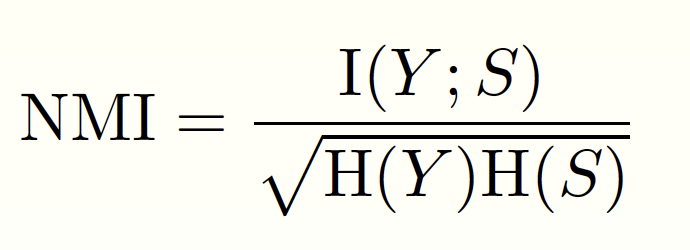 NMI = I(Y; S) / √H(Y)H(S)